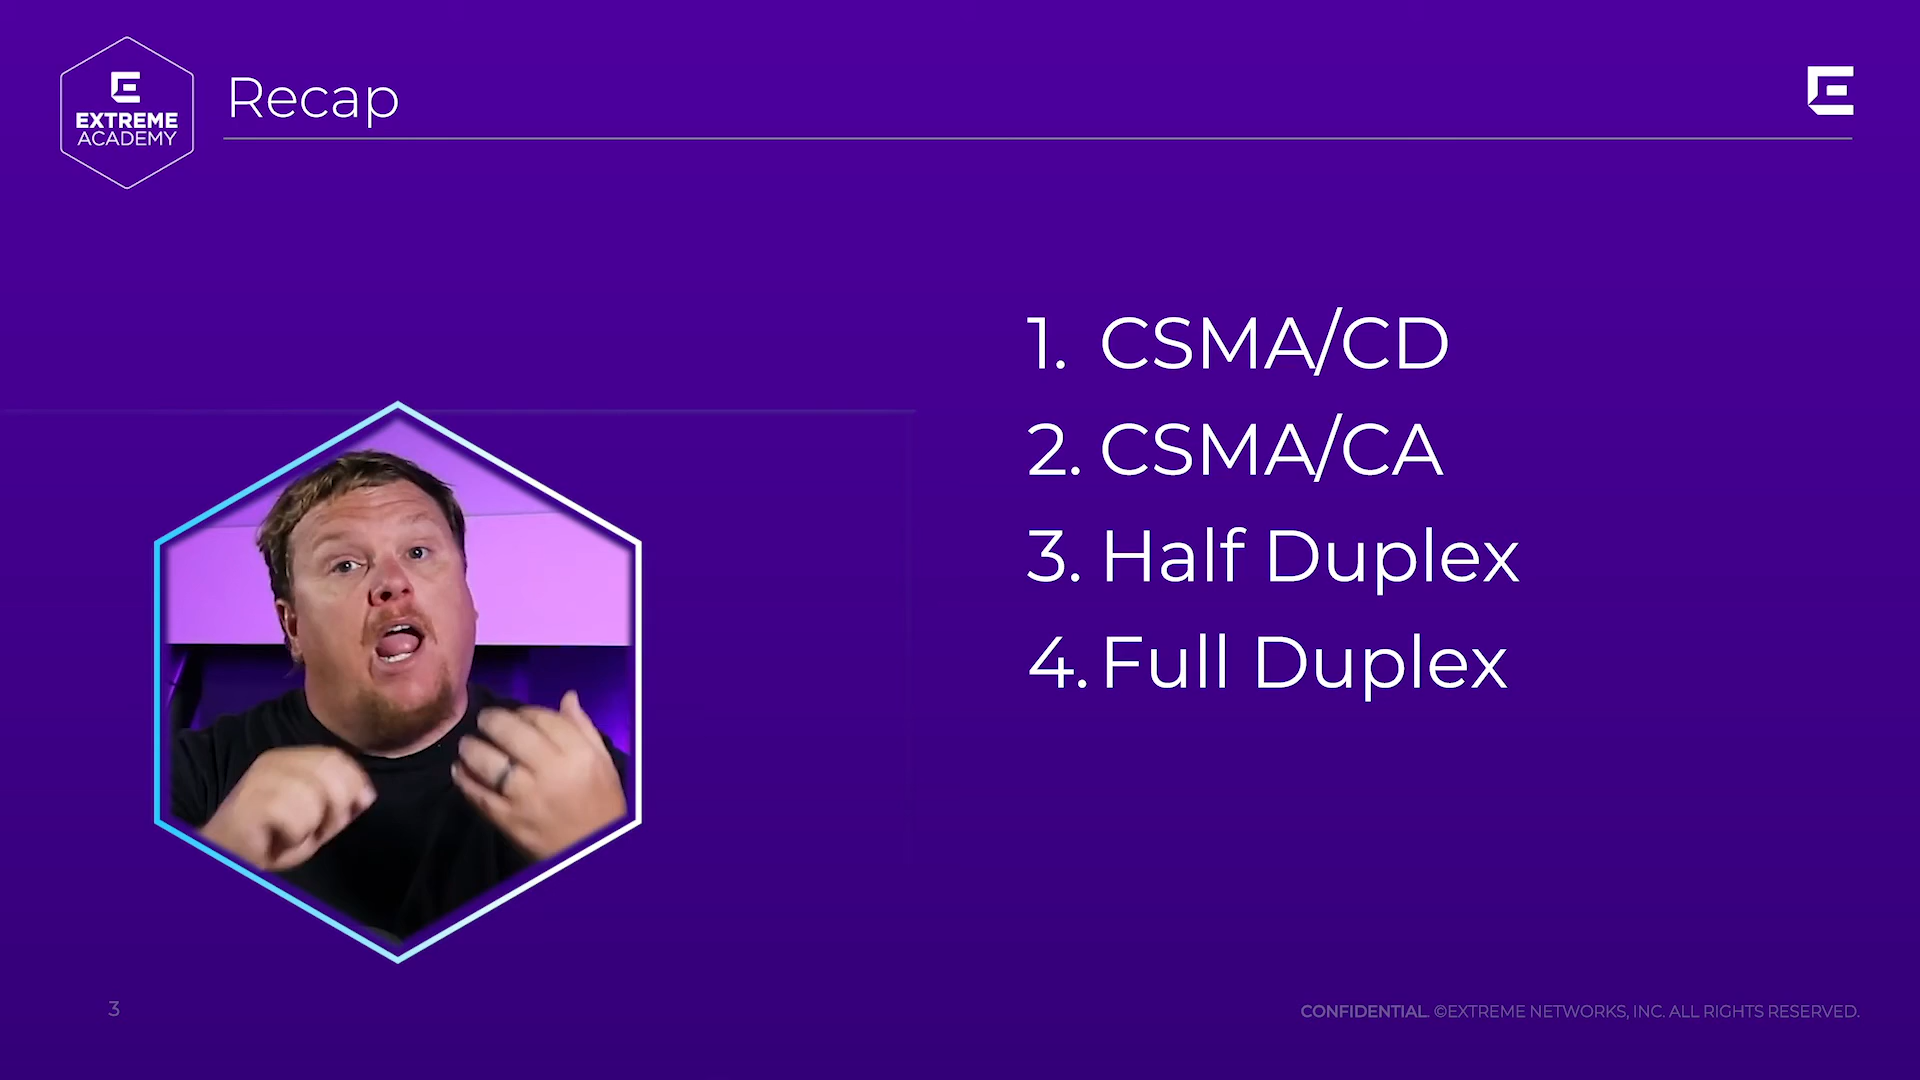 EXTREME
ACADEMY
Recap
1. CSMA/CD
2. CSMA/CA
3. Half Duplex
4. Full Duplex
3
CONFIDENTIAL. ©EXTREME NETWORKS, INC. ALL RIGHTS RESERVED.